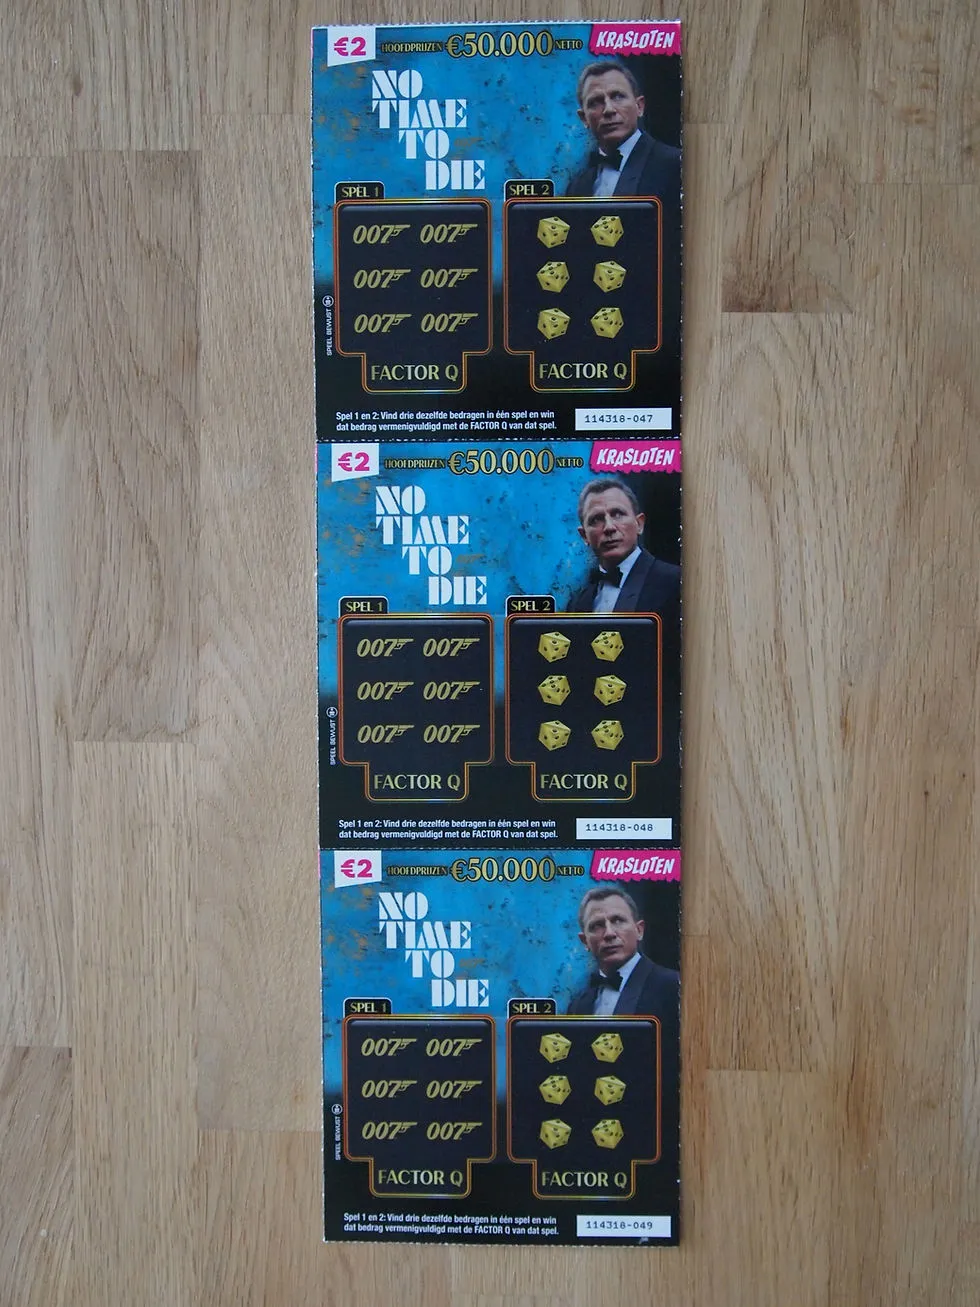 €2 HOOFDPRIJZEN €50.000 NETTO KRASLOTEN
NO
TIME
TO
DIE
SPEL 1 SPEL 2
007 007
007 007
007 007
FACTOR Q FACTOR Q
SPEEL BEWUST 18+
Spel 1 en 2: Vind drie dezelfde bedragen in één spel en win
dat bedrag vermenigvuldigd met de FACTOR Q van dat spel.
114318-047
€2 HOOFDPRIJZEN €50.000 NETTO KRASLOTEN
NO
TIME
TO
DIE
SPEL 1 SPEL 2
007 007
007 007
007 007
FACTOR Q FACTOR Q
SPEEL BEWUST 18+
Spel 1 en 2: Vind drie dezelfde bedragen in één spel en win
dat bedrag vermenigvuldigd met de FACTOR Q van dat spel.
114318-048
€2 HOOFDPRIJZEN €50.000 NETTO KRASLOTEN
NO
TIME
TO
DIE
SPEL 1 SPEL 2
007 007
007 007
007 007
FACTOR Q FACTOR Q
SPEEL BEWUST 18+
Spel 1 en 2: Vind drie dezelfde bedragen in één spel en win
dat bedrag vermenigvuldigd met de FACTOR Q van dat spel.
114318-049